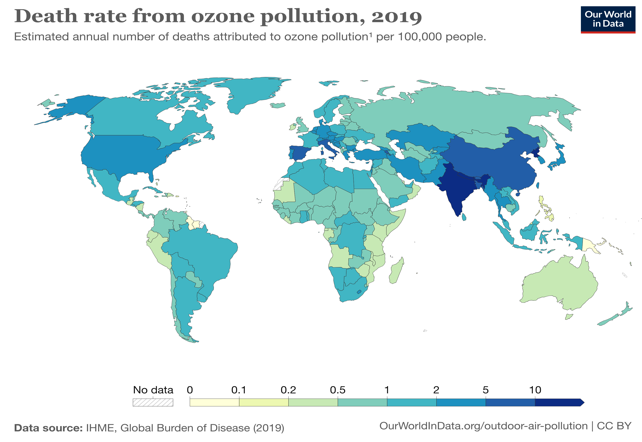 Death rate from ozone pollution, 2019
Our World
in Data
Estimated annual number of deaths attributed to ozone pollution¹ per 100,000 people.
No data 0 0.1 0.2 0.5 1 2 5 10
Data source: IHME, Global Burden of Disease (2019) OurWorldInData.org/outdoor-air-pollution | CC BY